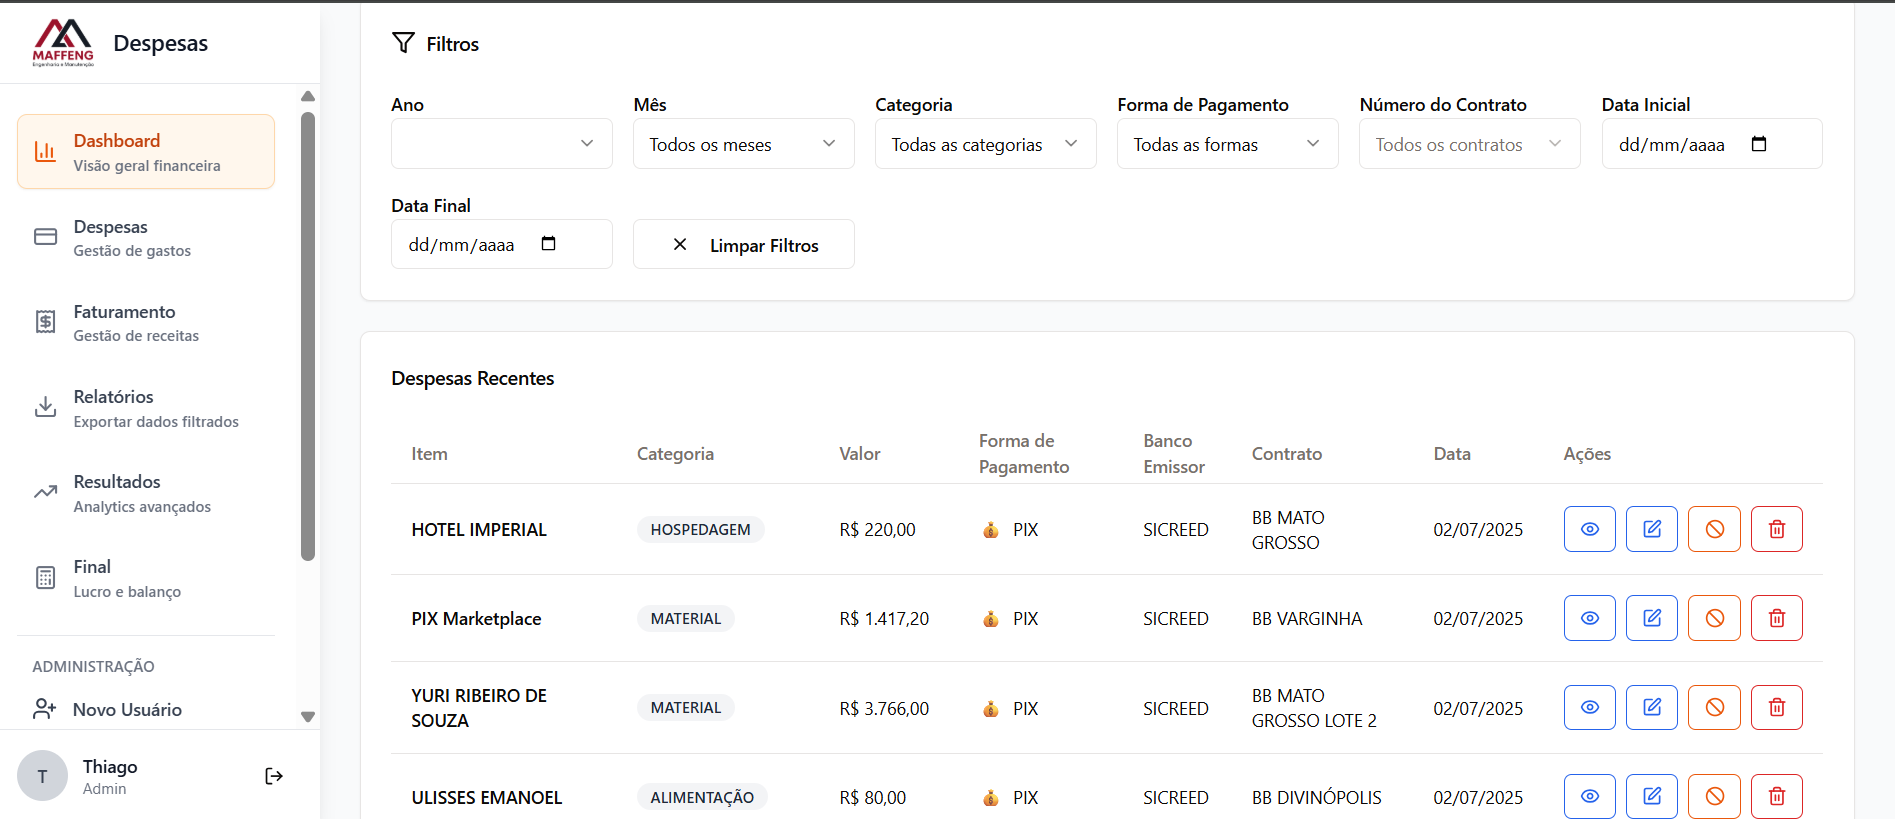 MAFFENG
Engenharia e Manutenção
Despesas
Dashboard
Visão geral financeira
Despesas
Gestão de gastos
Faturamento
Gestão de receitas
Relatórios
Exportar dados filtrados
Resultados
Analytics avançados
Final
Lucro e balanço
ADMINISTRAÇÃO
Novo Usuário
T
Thiago
Admin
Filtros
Ano
Mês
Categoria
Forma de Pagamento
Número do Contrato
Data Inicial
Todos os meses
Todas as categorias
Todas as formas
Todos os contratos
dd/mm/aaaa
Data Final
dd/mm/aaaa
Limpar Filtros
Despesas Recentes
Item
Categoria
Valor
Forma de
Pagamento
Banco
Emissor
Contrato
Data
Ações
HOTEL IMPERIAL
HOSPEDAGEM
R$ 220,00
PIX
SICREED
BB MATO
GROSSO
02/07/2025
PIX Marketplace
MATERIAL
R$ 1.417,20
PIX
SICREED
BB VARGINHA
02/07/2025
YURI RIBEIRO DE
SOUZA
MATERIAL
R$ 3.766,00
PIX
SICREED
BB MATO
GROSSO LOTE 2
02/07/2025
ULISSES EMANOEL
ALIMENTAÇÃO
R$ 80,00
PIX
SICREED
BB DIVINÓPOLIS
02/07/2025